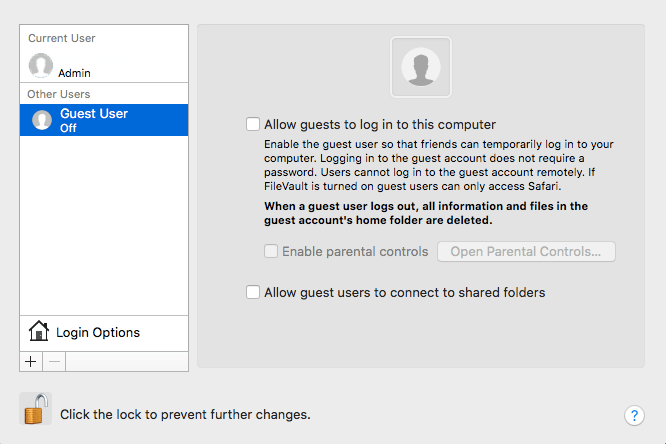 Current User
Admin
Other Users
Guest User
Off
Login Options
Allow guests to log in to this computer
Enable the guest user so that friends can temporarily log in to your
computer. Logging in to the guest account does not require a
password. Users cannot log in to the guest account remotely. If
FileVault is turned on guest users can only access Safari.
When a guest user logs out, all information and files in the
guest account's home folder are deleted.
Enable parental controls
Open Parental Controls...
Allow guest users to connect to shared folders
Click the lock to prevent further changes.
?